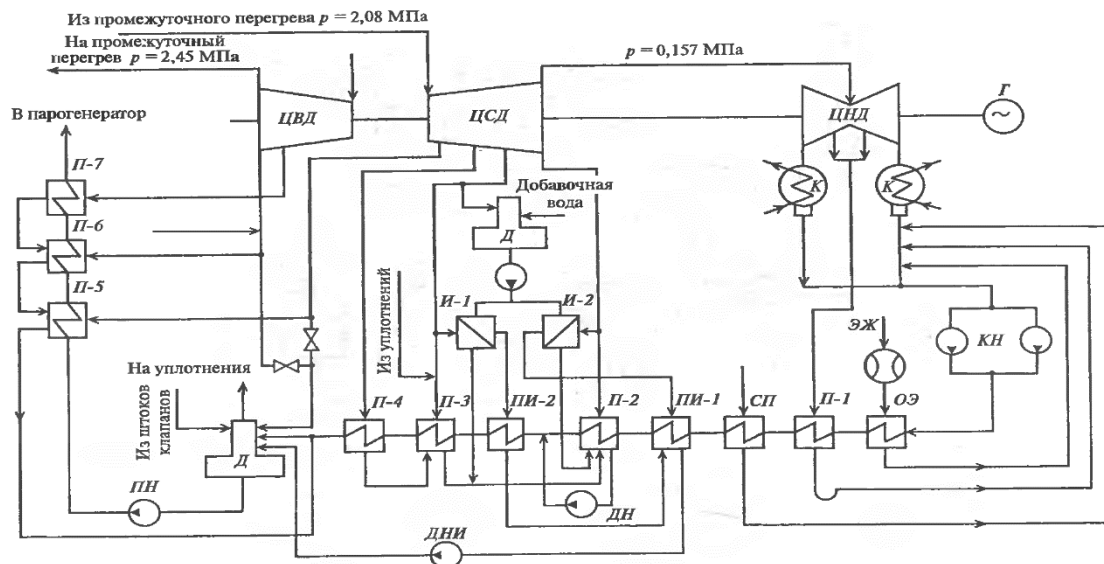 Из промежуточного перегрева p = 2,08 МПа
На промежуточный
перегрев p = 2,45 МПа
p = 0,157 МПа
Г
~
ЦВД
ЦСД
ЦНД
В парогенератор
П-7
К
К
Добавочная
вода
П-6
Д
П-5
И-1
И-2
Из уплотнений
ЭЖ
КН
На уплотнения
Из штоков
клапанов
П-4
П-3
ПИ-2
П-2
ПИ-1
СП
П-1
ОЭ
Д
ПН
ДН
ДНИ